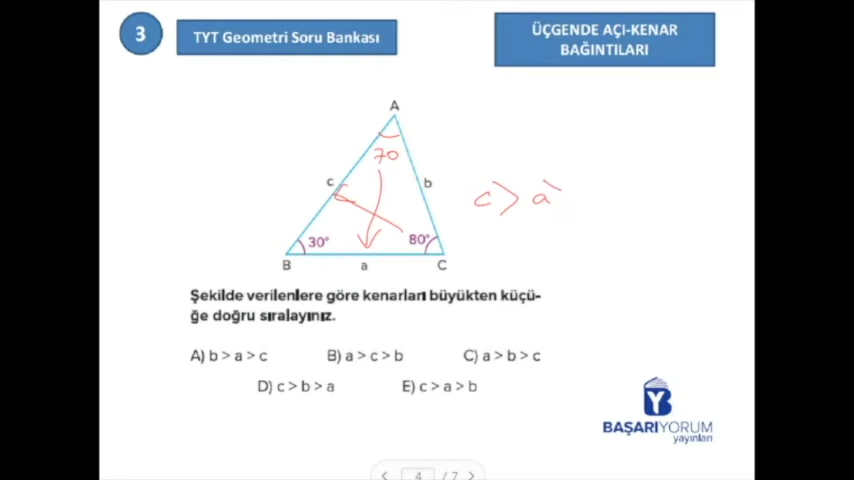 3
TYT Geometri Soru Bankası
ÜÇGENDE AÇI-KENAR
BAĞINTILARI
A
70
c
b
c > a
30°
80°
B
a
C
Şekilde verilenlere göre kenarları büyükten küçü-
ğe doğru sıralayınız.
A) b > a > c
B) a > c > b
C) a > b > c
D) c > b > a
E) c > a > b
BAŞARIYORUM
yayınları
4 / 7